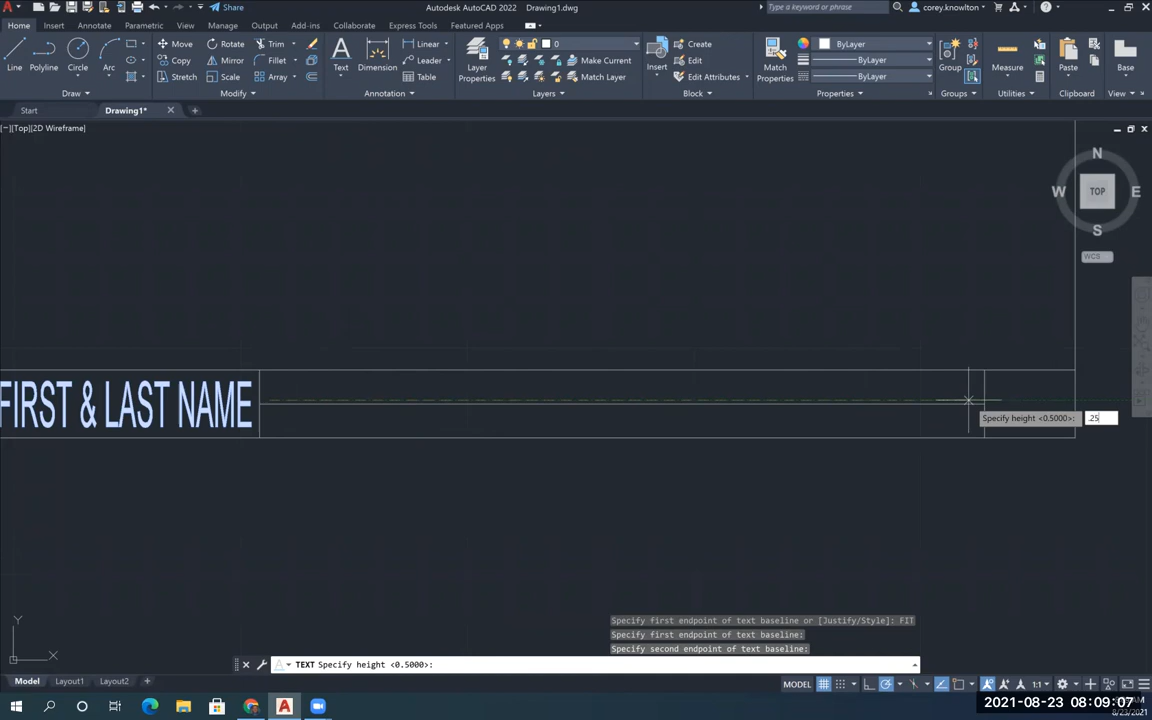 Share
Autodesk AutoCAD 2022 Drawing1.dwg
Type a keyword or phrase
corey.knowlton
Home Insert Annotate Parametric View Manage Output Add-ins Collaborate Express Tools Featured Apps
Line Polyline Circle Arc
Move Rotate Trim
Copy Mirror Fillet
Stretch Scale Array
Text Dimension
Linear
Leader
Table
Layer Properties
0
Make Current
Match Layer
Insert
Create
Edit
Edit Attributes
Match Properties
ByLayer
ByLayer
ByLayer
Group
Measure
Paste
Base
Draw Modify Annotation Layers Block Properties Groups Utilities Clipboard View
Start Drawing1*
[−][Top][2D Wireframe]
N
W TOP E
S
WCS
FIRST & LAST NAME
Specify height <0.5000>: .25
Y
X
Specify first endpoint of text baseline or [Justify/Style]: FIT
Specify first endpoint of text baseline:
Specify second endpoint of text baseline:
TEXT Specify height <0.5000>:
Model Layout1 Layout2
MODEL
1:1
2021-08-23 08:09:07
8/23/2021